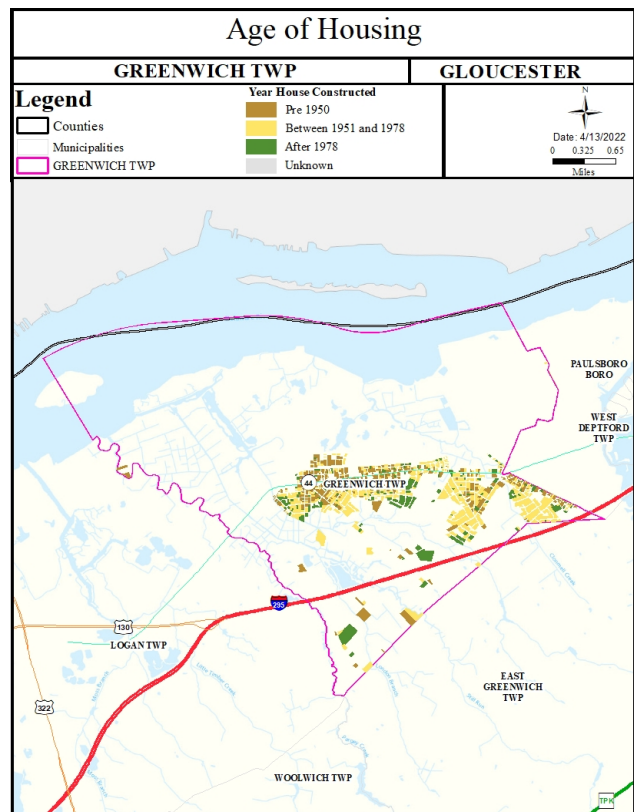 Age of Housing
GREENWICH TWP
GLOUCESTER
Legend
Counties
Municipalities
GREENWICH TWP
Year House Constructed
Pre 1950
Between 1951 and 1978
After 1978
Unknown
N
Date: 4/13/2022
0 0.325 0.65
Miles
PAULSBORO
BORO
WEST
DEPTFORD
TWP
44
GREENWICH TWP
295
130
LOGAN TWP
322
EAST
GREENWICH
TWP
WOOLWICH TWP
TPK